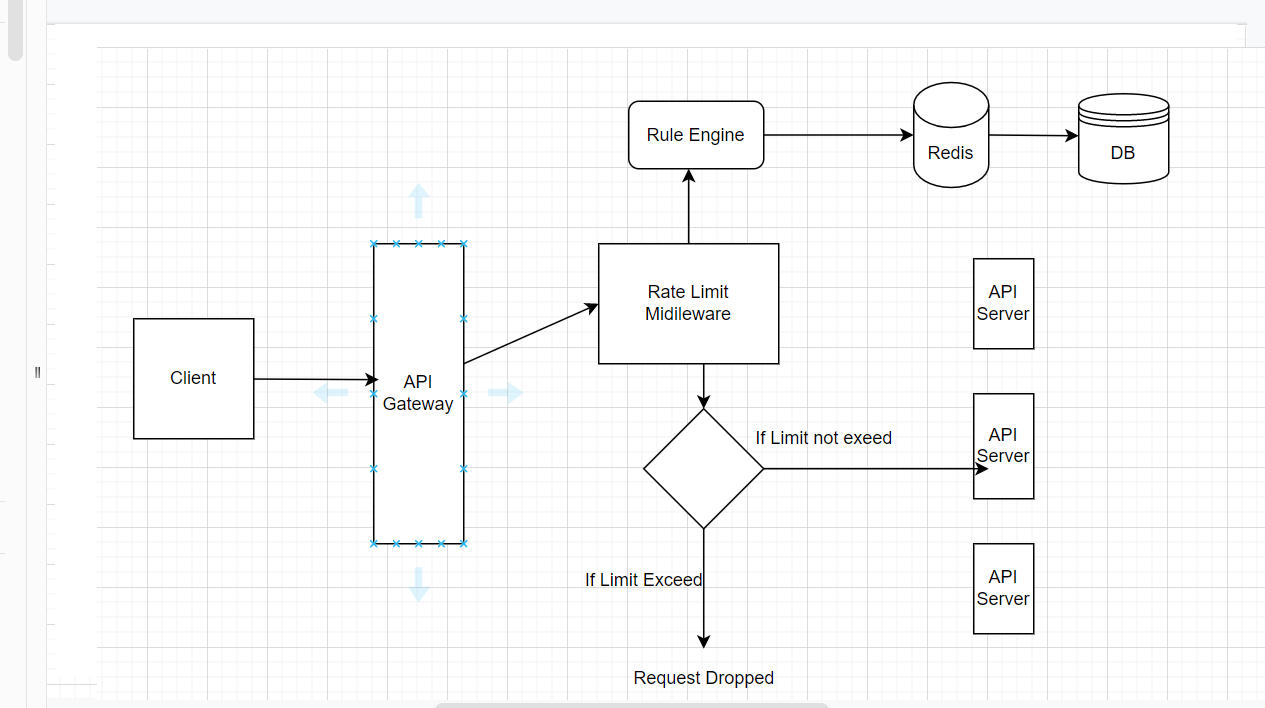 Rule Engine
Redis
DB
Rate Limit
Midileware
API
Server
Client
API
Gateway
If Limit not exeed
API
Server
If Limit Exceed
API
Server
Request Dropped